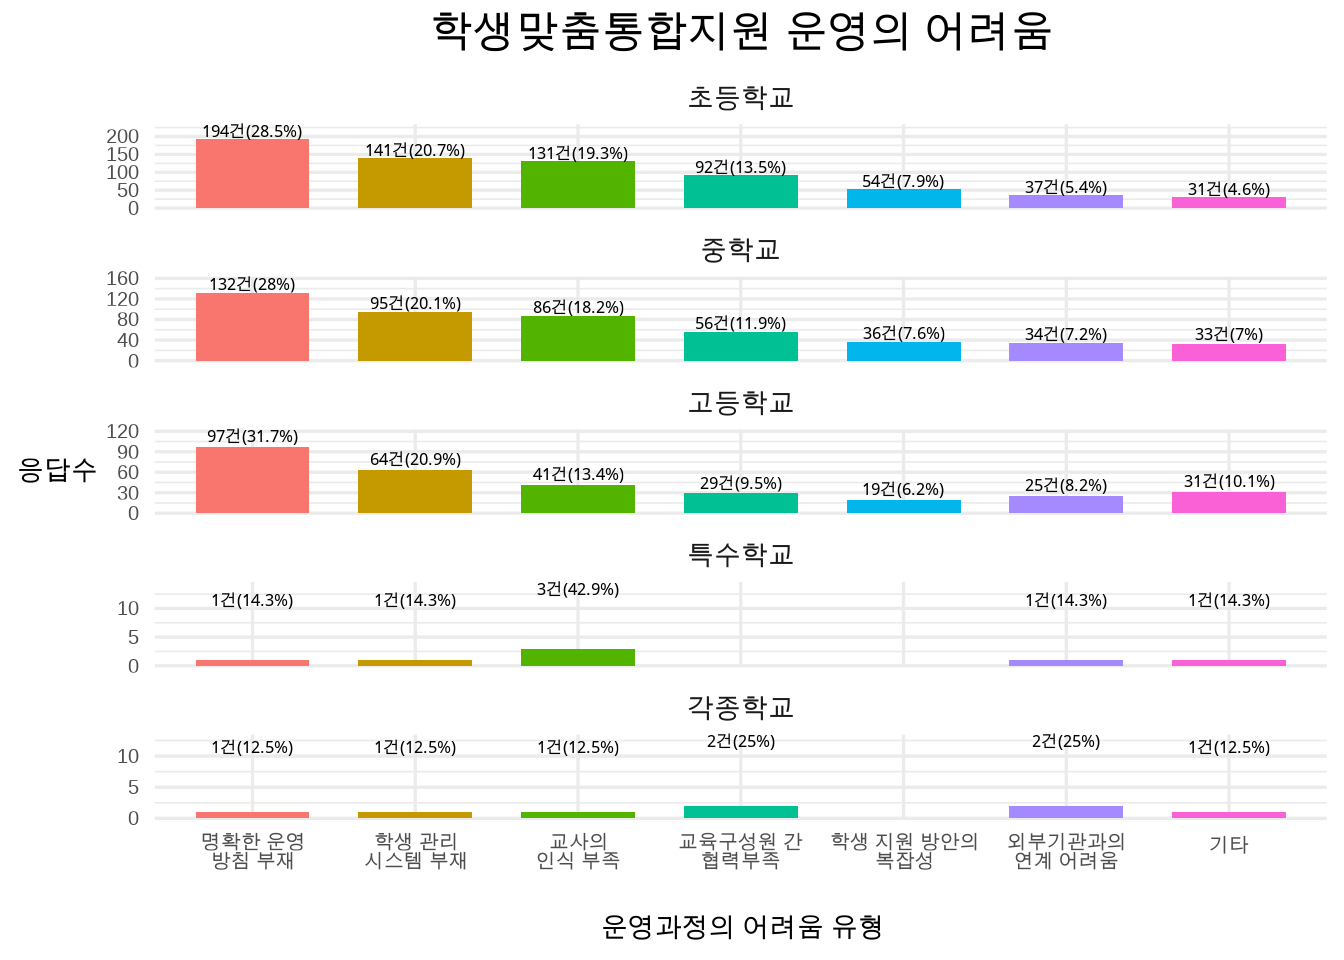 학생맞춤통합지원 운영의 어려움
초등학교
200
150
100
50
0
194건(28.5%)
141건(20.7%)
131건(19.3%)
92건(13.5%)
54건(7.9%)
37건(5.4%)
31건(4.6%)
중학교
160
120
80
40
0
132건(28%)
95건(20.1%)
86건(18.2%)
56건(11.9%)
36건(7.6%)
34건(7.2%)
33건(7%)
고등학교
응답수
120
90
60
30
0
97건(31.7%)
64건(20.9%)
41건(13.4%)
29건(9.5%)
19건(6.2%)
25건(8.2%)
31건(10.1%)
특수학교
10
5
0
1건(14.3%)
1건(14.3%)
3건(42.9%)
1건(14.3%)
1건(14.3%)
각종학교
10
5
0
1건(12.5%)
1건(12.5%)
1건(12.5%)
2건(25%)
2건(25%)
1건(12.5%)
명확한 운영
방침 부재
학생 관리
시스템 부재
교사의
인식 부족
교육구성원 간
협력부족
학생 지원 방안의
복잡성
외부기관과의
연계 어려움
기타
운영과정의 어려움 유형